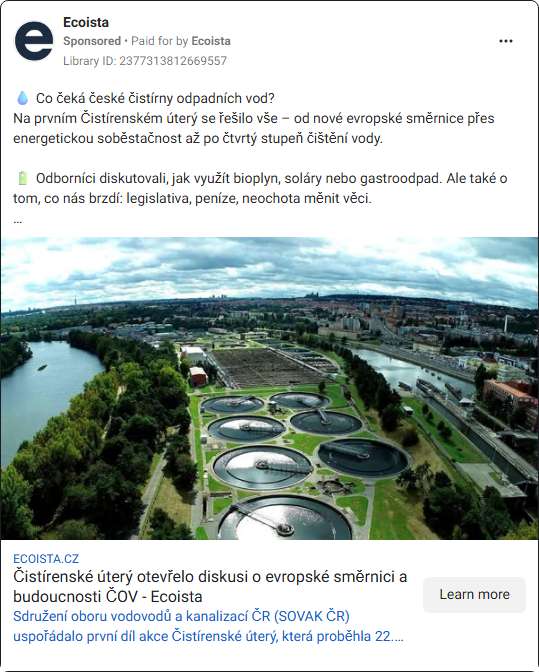 Ecoista
Sponsored • Paid for by Ecoista
Library ID: 2377313812669557
💧 Co čeká české čistírny odpadních vod?
Na prvním Čistírenském úterý se řešilo vše – od nové evropské směrnice přes
energetickou soběstačnost až po čtvrtý stupeň čištění vody.
🔋 Odborníci diskutovali, jak využít bioplyn, soláry nebo gastroodpad. Ale také o
tom, co nás brzdí: legislativa, peníze, neochota měnit věci.
...
ECOISTA.CZ
Čistírenské úterý otevřelo diskusi o evropské směrnici a
budoucnosti ČOV - Ecoista
Learn more
Sdružení oboru vodovodů a kanalizací ČR (SOVAK ČR)
uspořádalo první díl akce Čistírenské úterý, která proběhla 22....